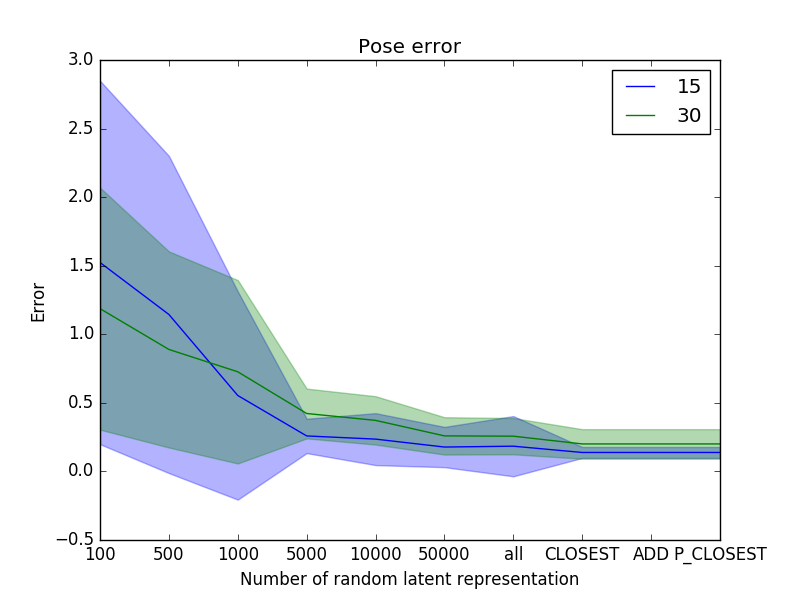 Pose error
15
30
3.0
2.5
2.0
1.5
1.0
0.5
0.0
−0.5
Error
100 500 1000 5000 10000 50000 all CLOSEST ADD P_CLOSEST
Number of random latent representation